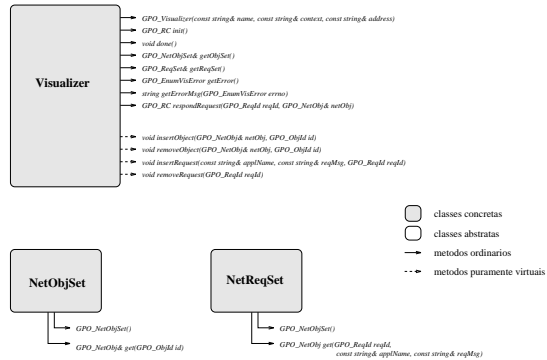 Visualizer
GPO_Visualizer(const string& name, const string& context, const string& address)
GPO_RC init()
void done()
GPO_NetObjSet& getObjSet()
GPO_ReqSet& getReqSet()
GPO_EnumVisError getError()
string getErrorMsg(GPO_EnumVisError errno)
GPO_RC respondRequest(GPO_ReqId reqId, GPO_NetObj& netObj)
void insertObject(GPO_NetObj& netObj, GPO_ObjId id)
void removeObject(GPO_NetObj& netObj, GPO_ObjId id)
void insertRequest(const string& applName, const string& reqMsg, GPO_ReqId reqId)
void removeRequest(GPO_ReqId reqId)
classes concretas
classes abstratas
metodos ordinarios
metodos puramente virtuais
NetObjSet
GPO_NetObjSet()
GPO_NetObj& get(GPO_ObjId id)
NetReqSet
GPO_NetObjSet()
GPO_NetObj get(GPO_ReqId reqId,
const string& applName, const string& reqMsg)